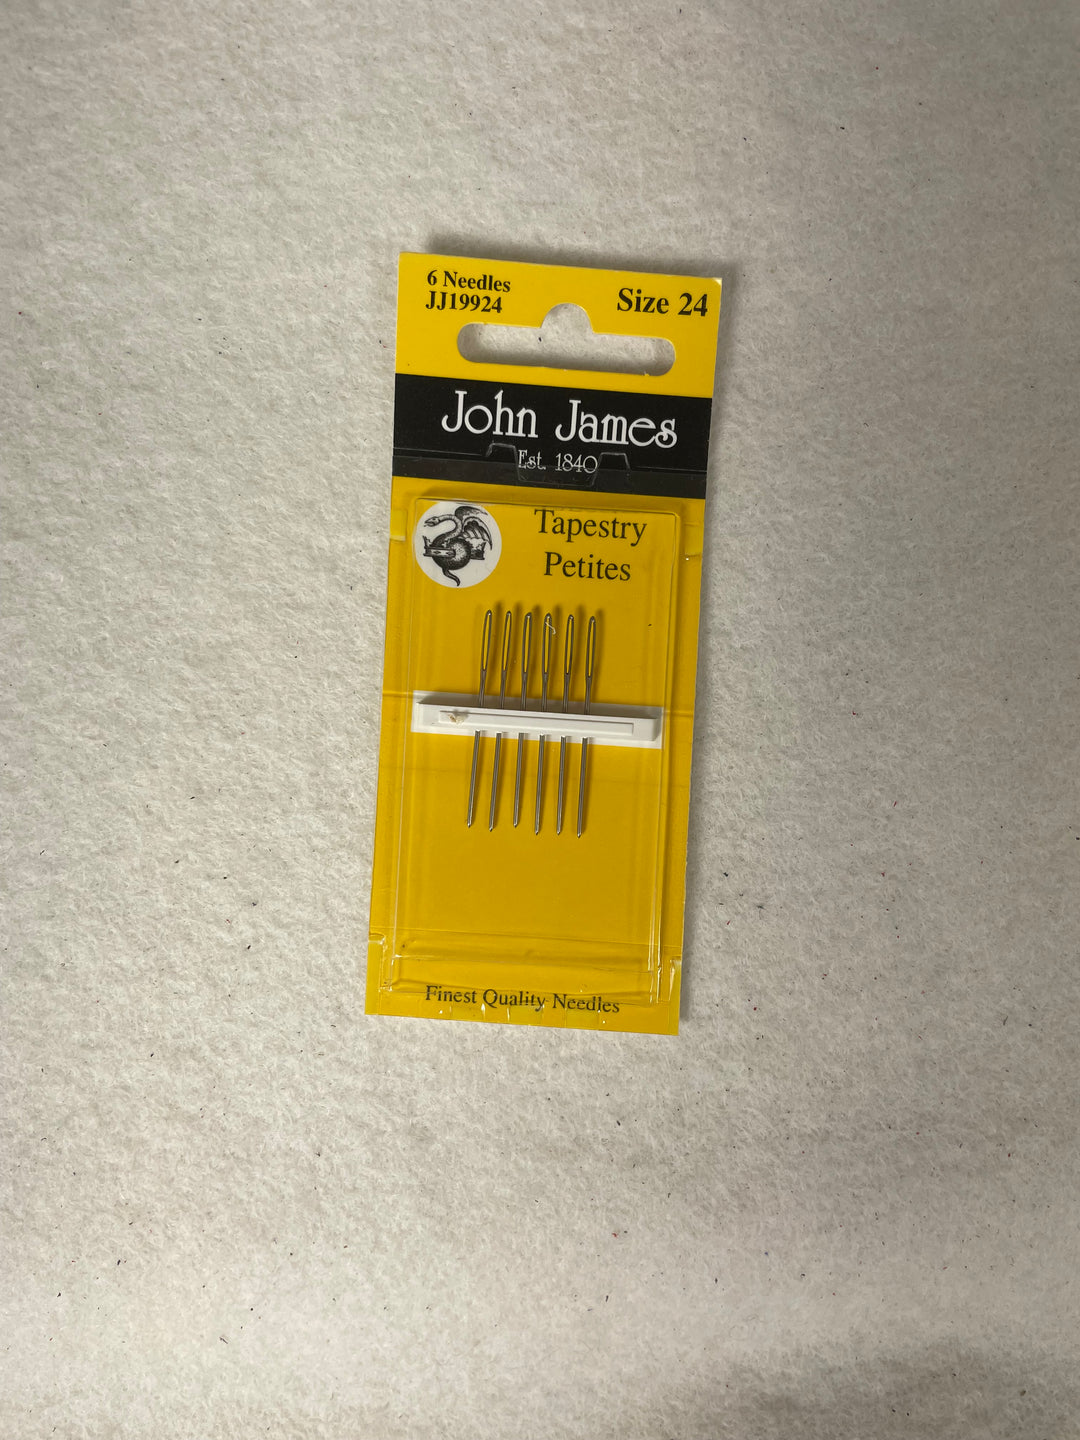 6 Needles
JJ19924
Size 24
John James
Est. 1840
Tapestry
Petites
Finest Quality Needles